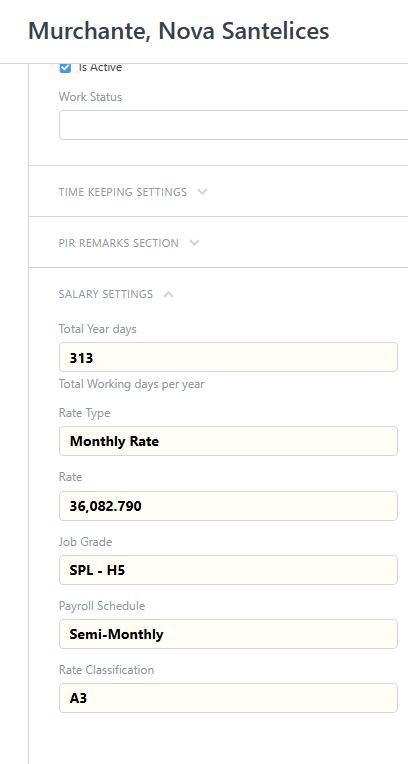 Murchante, Nova Santelices
Is Active
Work Status
TIME KEEPING SETTINGS
PIR REMARKS SECTION
SALARY SETTINGS
Total Year days
313
Total Working days per year
Rate Type
Monthly Rate
Rate
36,082.790
Job Grade
SPL - H5
Payroll Schedule
Semi-Monthly
Rate Classification
A3